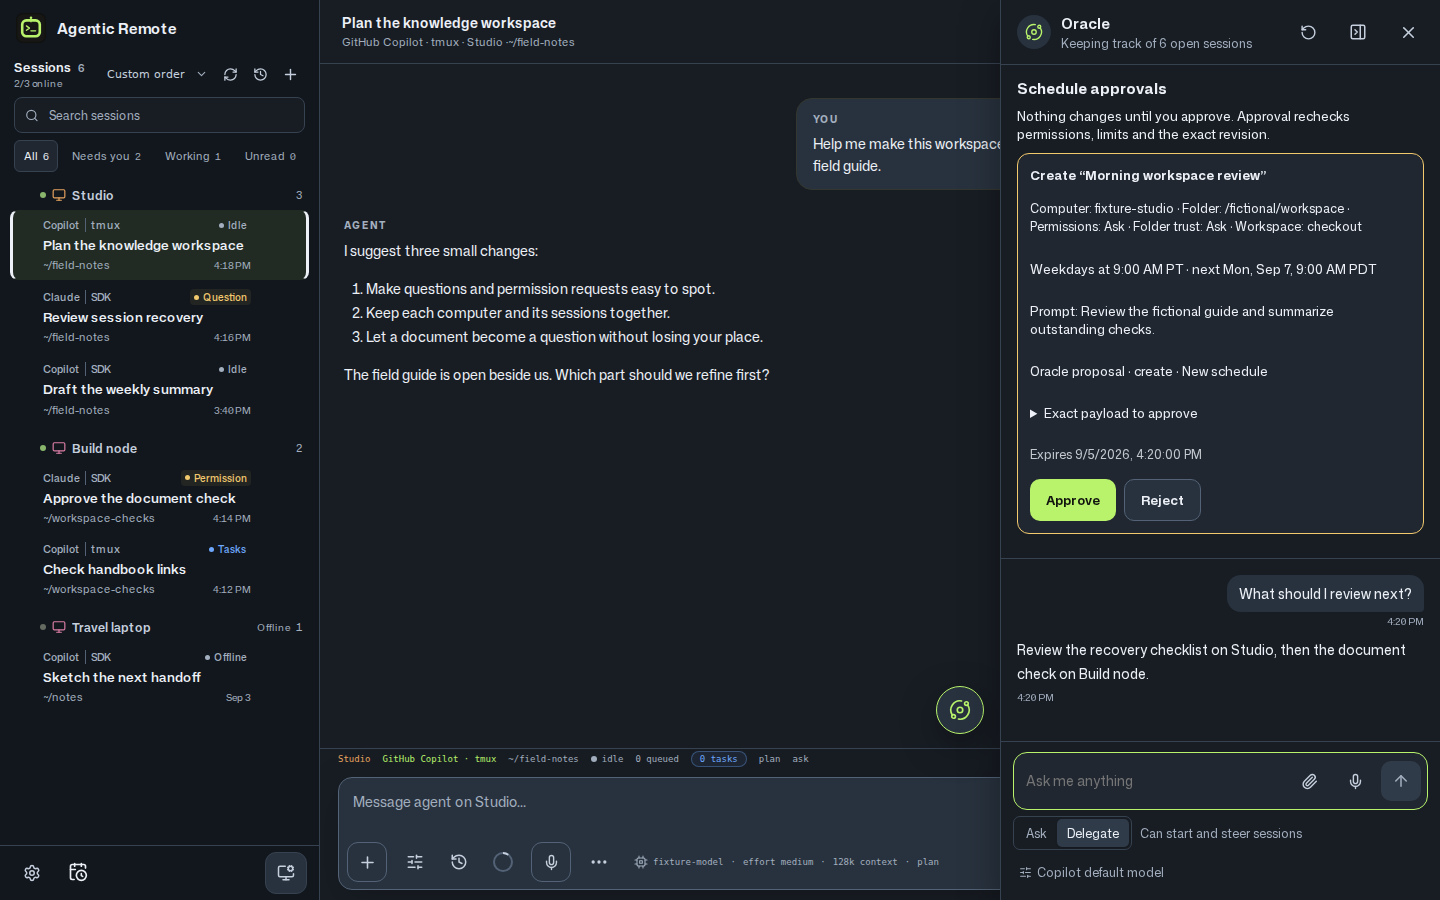 Agentic Remote
Sessions 6
2/3 online
Custom order
Search sessions
All 6
Needs you 2
Working 1
Unread 0
Studio 3
Copilot | tmux
Idle
Plan the knowledge workspace
~/field-notes
4:18 PM
Claude | SDK
Question
Review session recovery
~/field-notes
4:16 PM
Copilot | SDK
Idle
Draft the weekly summary
~/field-notes
3:40 PM
Build node 2
Claude | SDK
Permission
Approve the document check
~/workspace-checks
4:14 PM
Copilot | tmux
Tasks
Check handbook links
~/workspace-checks
4:12 PM
Travel laptop
Offline 1
Copilot | SDK
Offline
Sketch the next handoff
~/notes
Sep 3
Plan the knowledge workspace
GitHub Copilot · tmux · Studio ·~/field-notes
YOU
Help me make this workspace
field guide.
AGENT
I suggest three small changes:
1. Make questions and permission requests easy to spot.
2. Keep each computer and its sessions together.
3. Let a document become a question without losing your place.
The field guide is open beside us. Which part should we refine first?
Studio GitHub Copilot · tmux ~/field-notes idle 0 queued 0 tasks plan ask
Message agent on Studio...
fixture-model · effort medium · 128k context · plan
Oracle
Keeping track of 6 open sessions
Schedule approvals
Nothing changes until you approve. Approval rechecks
permissions, limits and the exact revision.
Create “Morning workspace review”
Computer: fixture-studio · Folder: /fictional/workspace ·
Permissions: Ask · Folder trust: Ask · Workspace: checkout
Weekdays at 9:00 AM PT · next Mon, Sep 7, 9:00 AM PDT
Prompt: Review the fictional guide and summarize
outstanding checks.
Oracle proposal · create · New schedule
Exact payload to approve
Expires 9/5/2026, 4:20:00 PM
Approve
Reject
What should I review next?
4:20 PM
Review the recovery checklist on Studio, then the document
check on Build node.
4:20 PM
Ask me anything
Ask
Delegate
Can start and steer sessions
Copilot default model